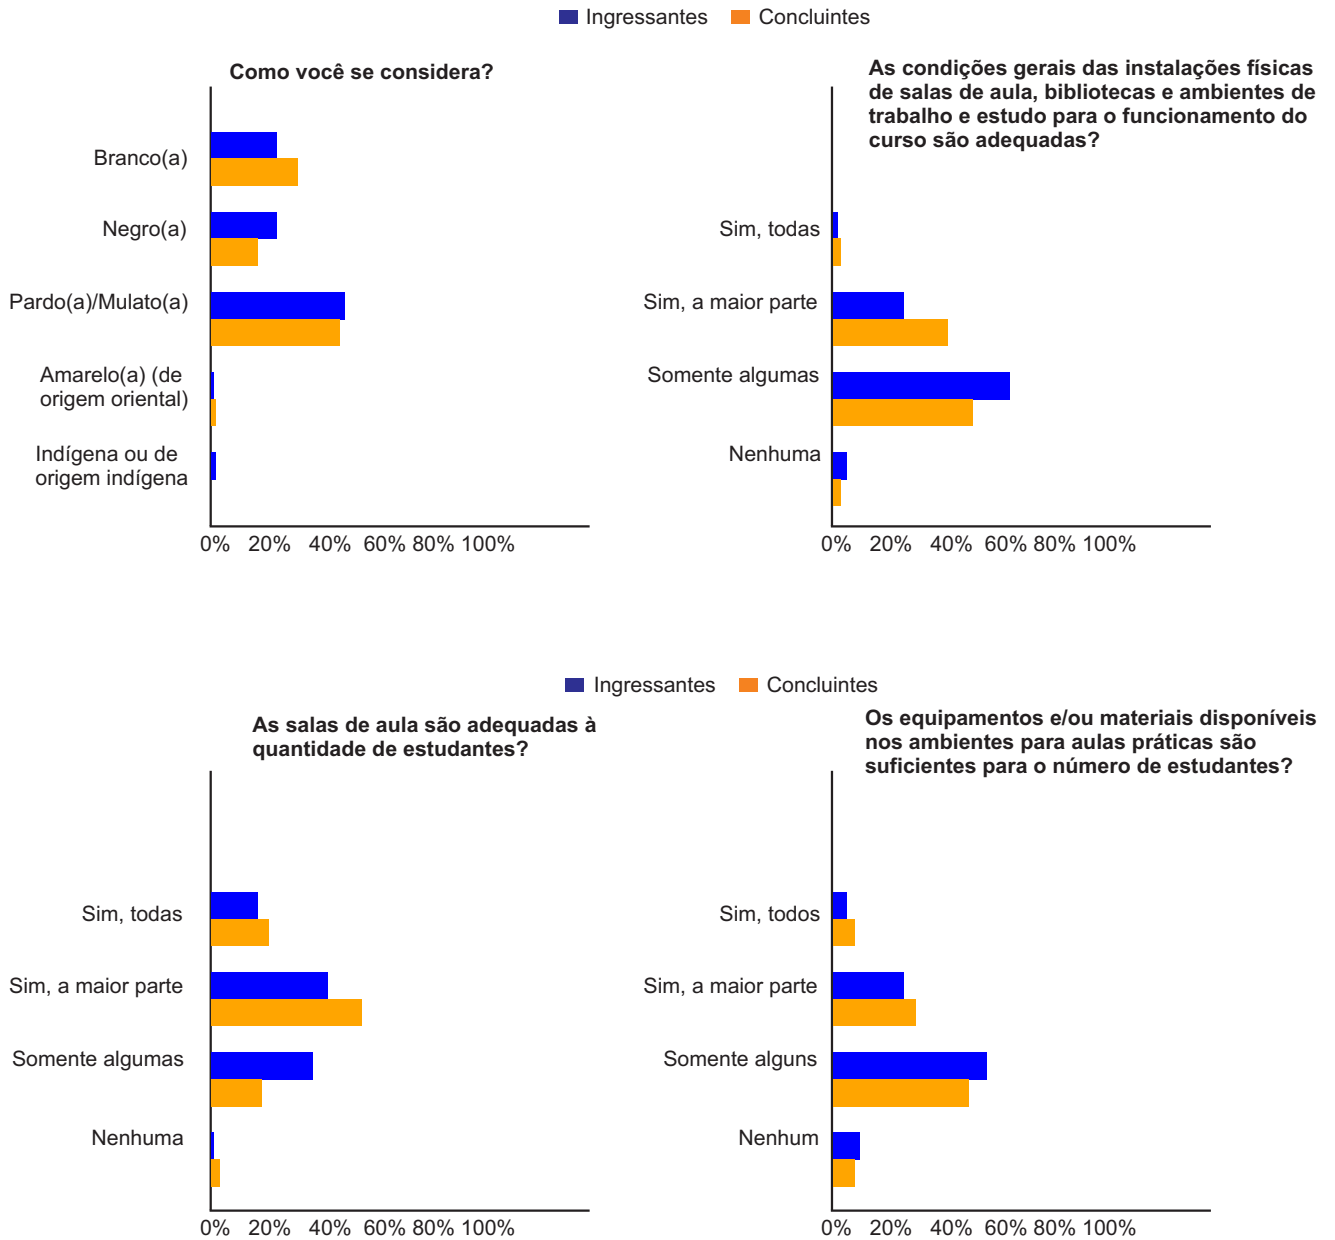 Ingressantes Concluintes
Como você se considera?
Branco(a)
Negro(a)
Pardo(a)/Mulato(a)
Amarelo(a) (de
origem oriental)
Indígena ou de
origem indígena
0% 20% 40% 60% 80% 100%
As condições gerais das instalações físicas
de salas de aula, bibliotecas e ambientes de
trabalho e estudo para o funcionamento do
curso são adequadas?
Sim, todas
Sim, a maior parte
Somente algumas
Nenhuma
0% 20% 40% 60% 80% 100%
Ingressantes Concluintes
As salas de aula são adequadas à
quantidade de estudantes?
Sim, todas
Sim, a maior parte
Somente algumas
Nenhuma
0% 20% 40% 60% 80% 100%
Os equipamentos e/ou materiais disponíveis
nos ambientes para aulas práticas são
suficientes para o número de estudantes?
Sim, todos
Sim, a maior parte
Somente alguns
Nenhum
0% 20% 40% 60% 80% 100%